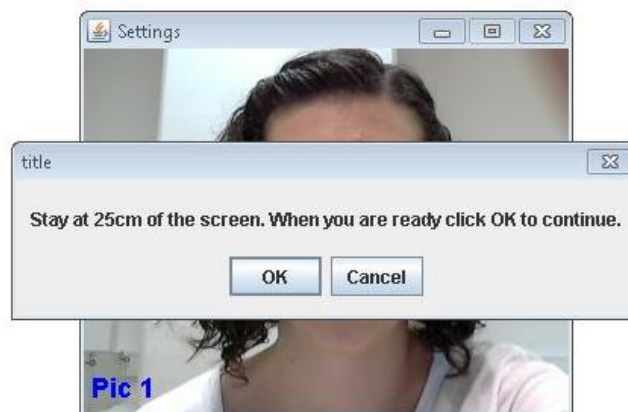 Settings
title
Stay at 25cm of the screen. When you are ready click OK to continue.
OK Cancel
Pic 1